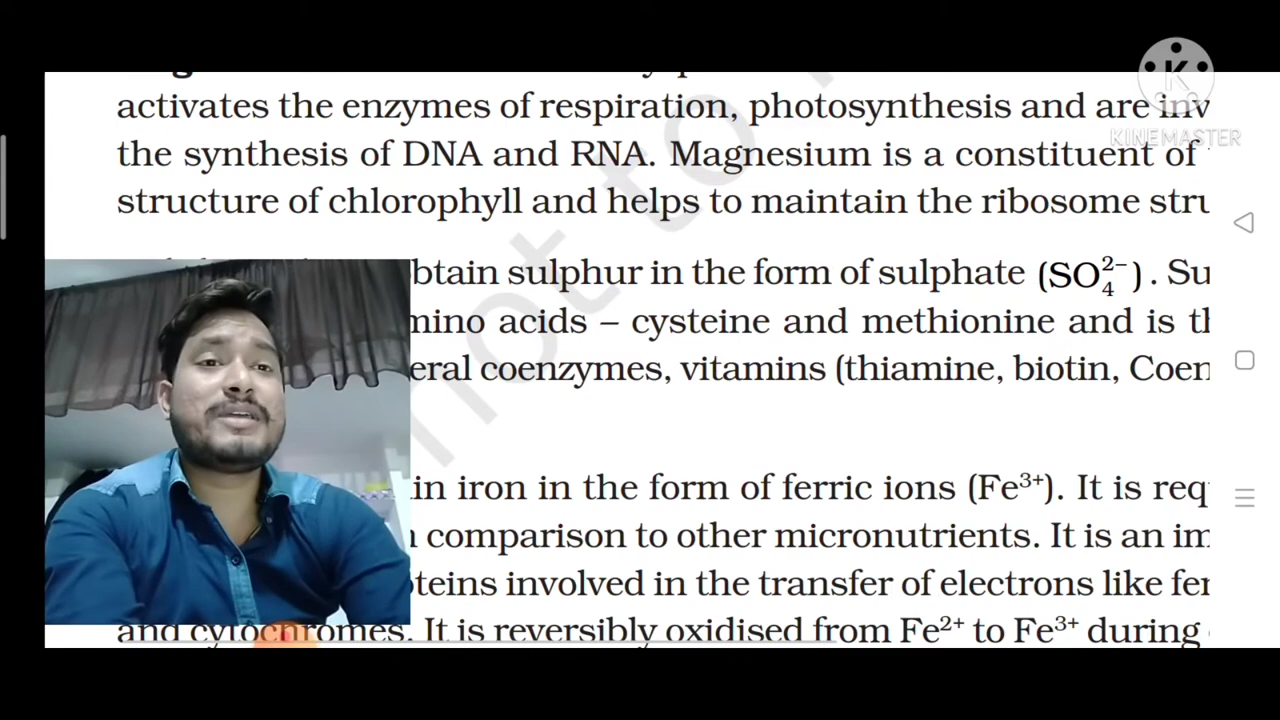 activates the enzymes of respiration, photosynthesis and are inv
the synthesis of DNA and RNA. Magnesium is a constituent of
structure of chlorophyll and helps to maintain the ribosome stru
btain sulphur in the form of sulphate (SO₄²⁻). Su
mino acids – cysteine and methionine and is th
eral coenzymes, vitamins (thiamine, biotin, Coen
in iron in the form of ferric ions (Fe³⁺). It is req
comparison to other micronutrients. It is an im
oteins involved in the transfer of electrons like fer
and cytochromes. It is reversibly oxidised from Fe²⁺ to Fe³⁺ during
not to
K
KINEMASTER